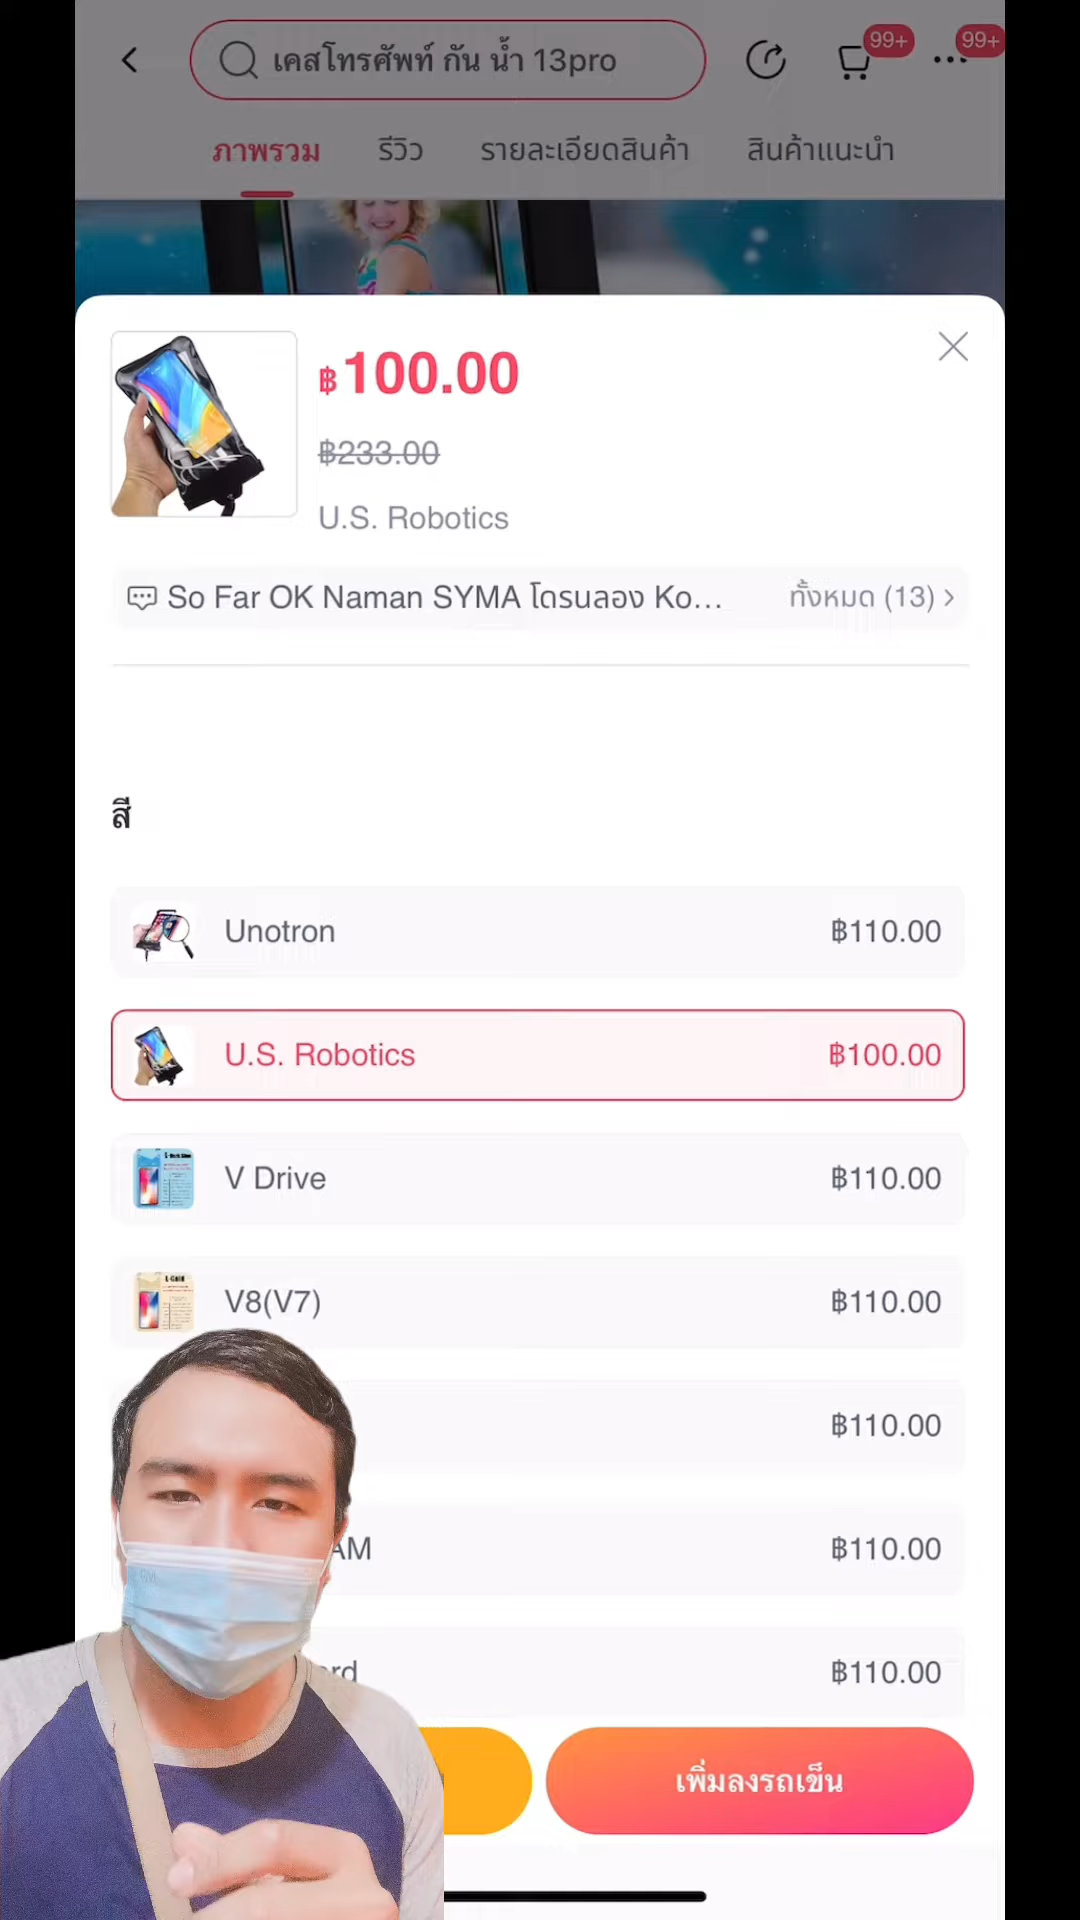 เคสโทรศัพท์ กัน น้ำ 13pro
99+
99+
ภาพรวม
รีวิว
รายละเอียดสินค้า
สินค้าแนะนำ
฿100.00
฿233.00
U.S. Robotics
So Far OK Naman SYMA โดรนลอง Ko...
ทั้งหมด (13)
สี
Unotron ฿110.00
U.S. Robotics ฿100.00
V Drive ฿110.00
V8(V7) ฿110.00
฿110.00
AM ฿110.00
rd ฿110.00
เพิ่มลงรถเข็น